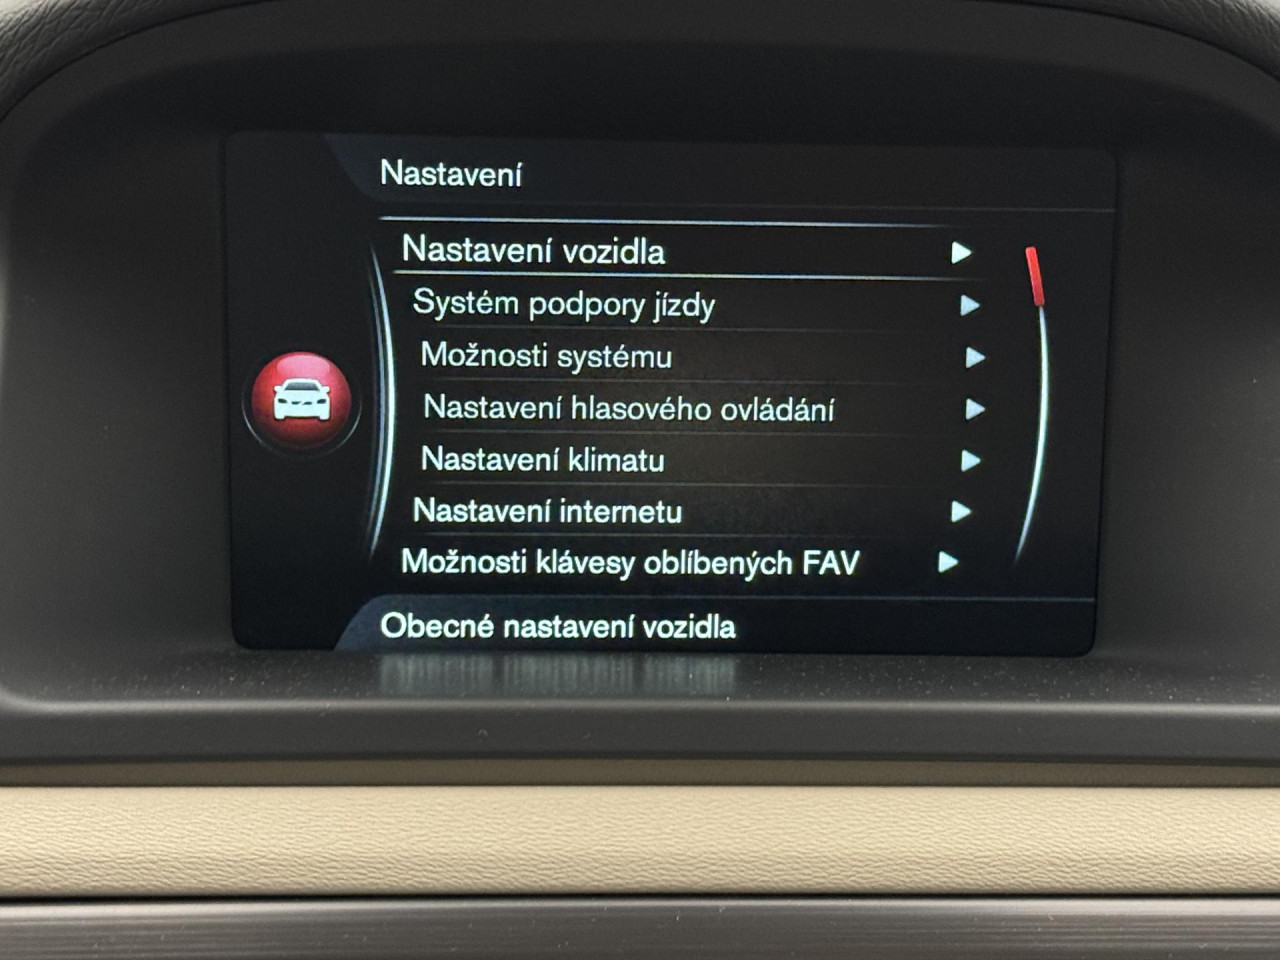 Nastavení
Nastavení vozidla
Systém podpory jízdy
Možnosti systému
Nastavení hlasového ovládání
Nastavení klimatu
Nastavení internetu
Možnosti klávesy oblíbených FAV
Obecné nastavení vozidla